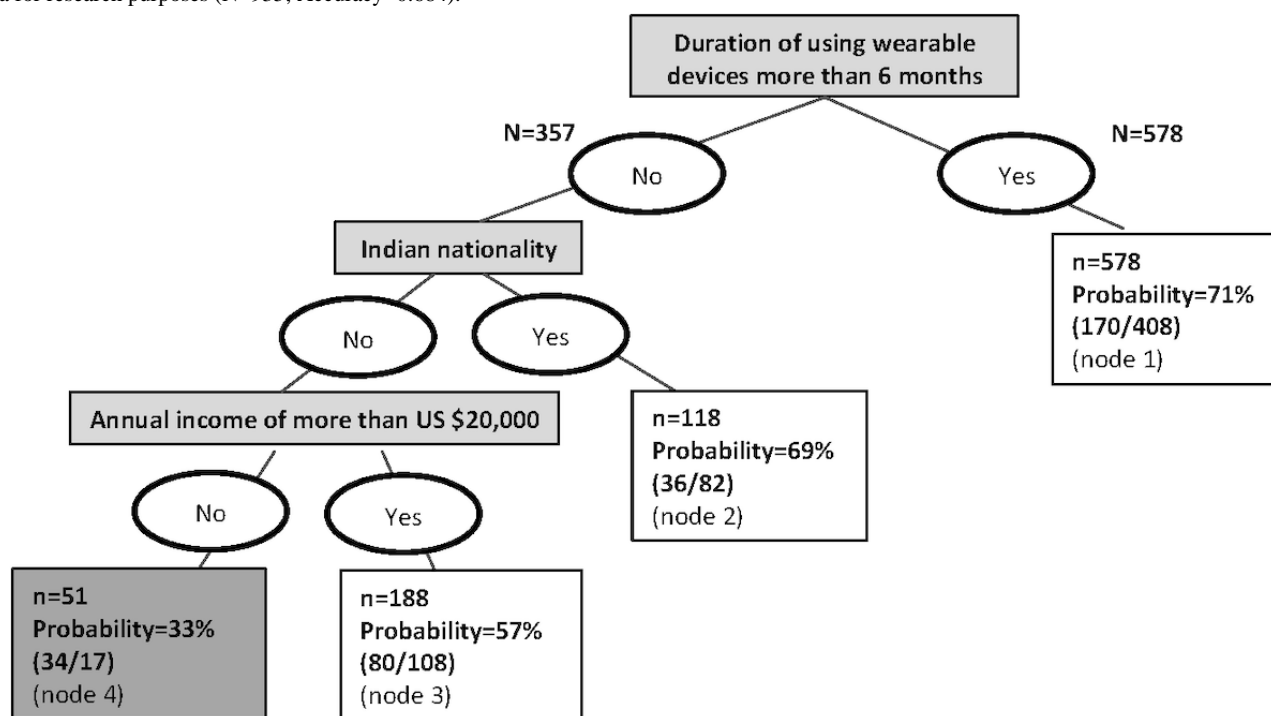 Duration of using wearable
devices more than 6 months
N=357
N=578
No
Yes
Indian nationality
n=578
Probability=71%
(170/408)
(node 1)
No
Yes
Annual income of more than US $20,000
n=118
Probability=69%
(36/82)
(node 2)
No
Yes
n=51
Probability=33%
(34/17)
(node 4)
n=188
Probability=57%
(80/108)
(node 3)